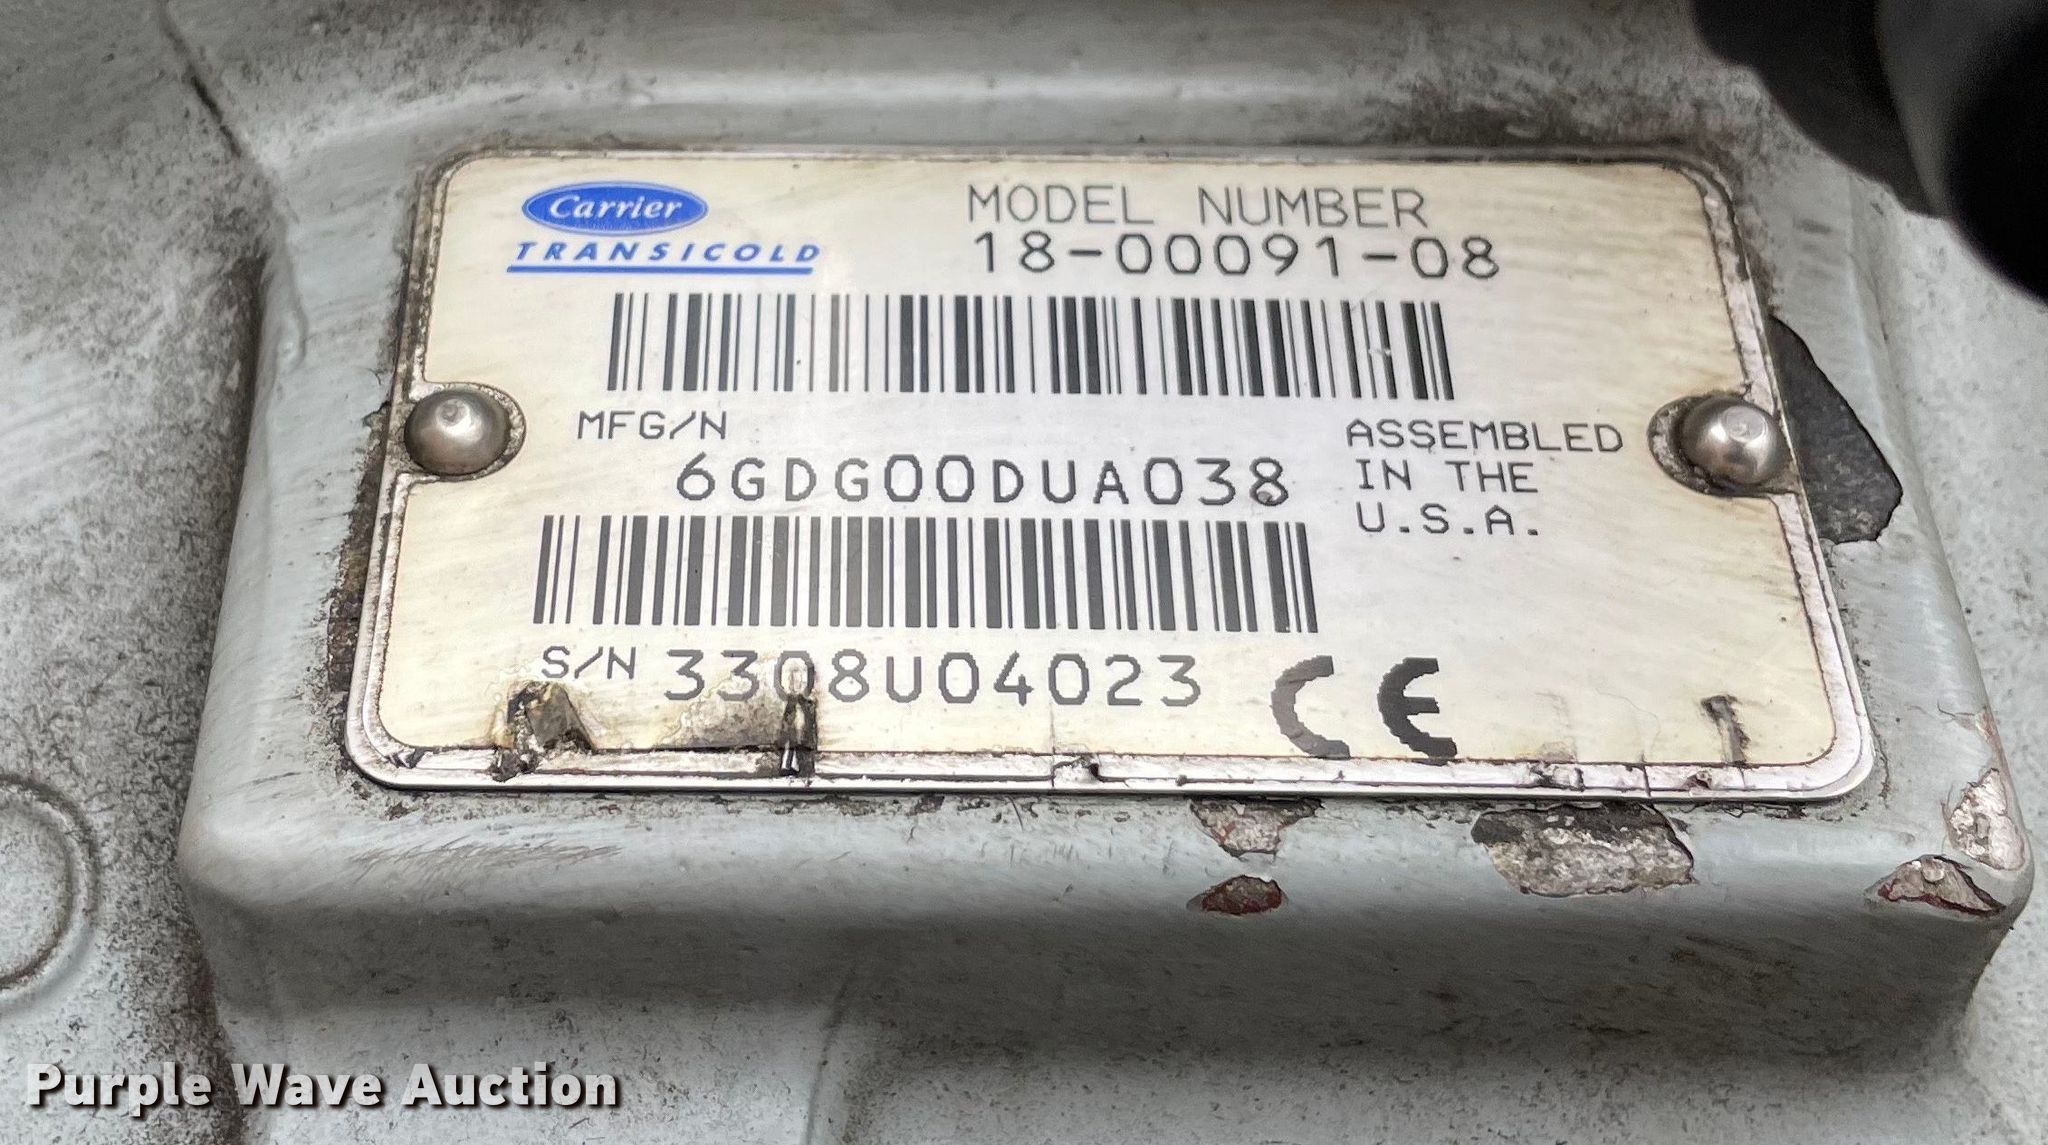 Carrier
TRANSICOLD
MODEL NUMBER
18-00091-08
MFG/N
6GDG00DUA038
ASSEMBLED
IN THE
U.S.A.
S/N 3308U04023
CE
Purple Wave Auction